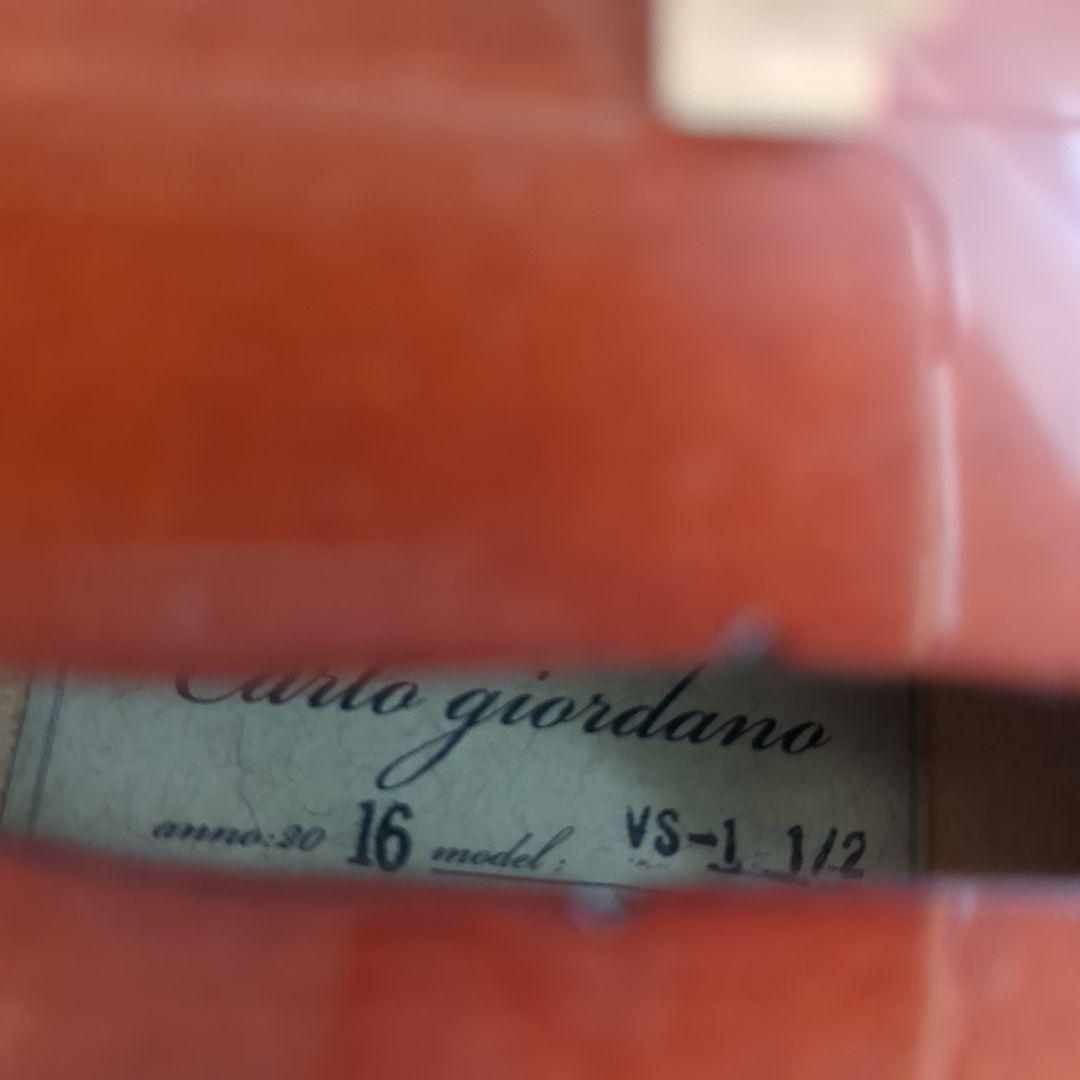 Carlo giordano
anno: 20 16 model: VS-1 1/2